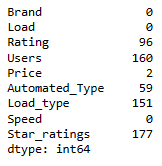 Brand 0
Load 0
Rating 96
Users 160
Price 2
Automated_Type 59
Load_type 151
Speed 0
Star_ratings 177
dtype: int64